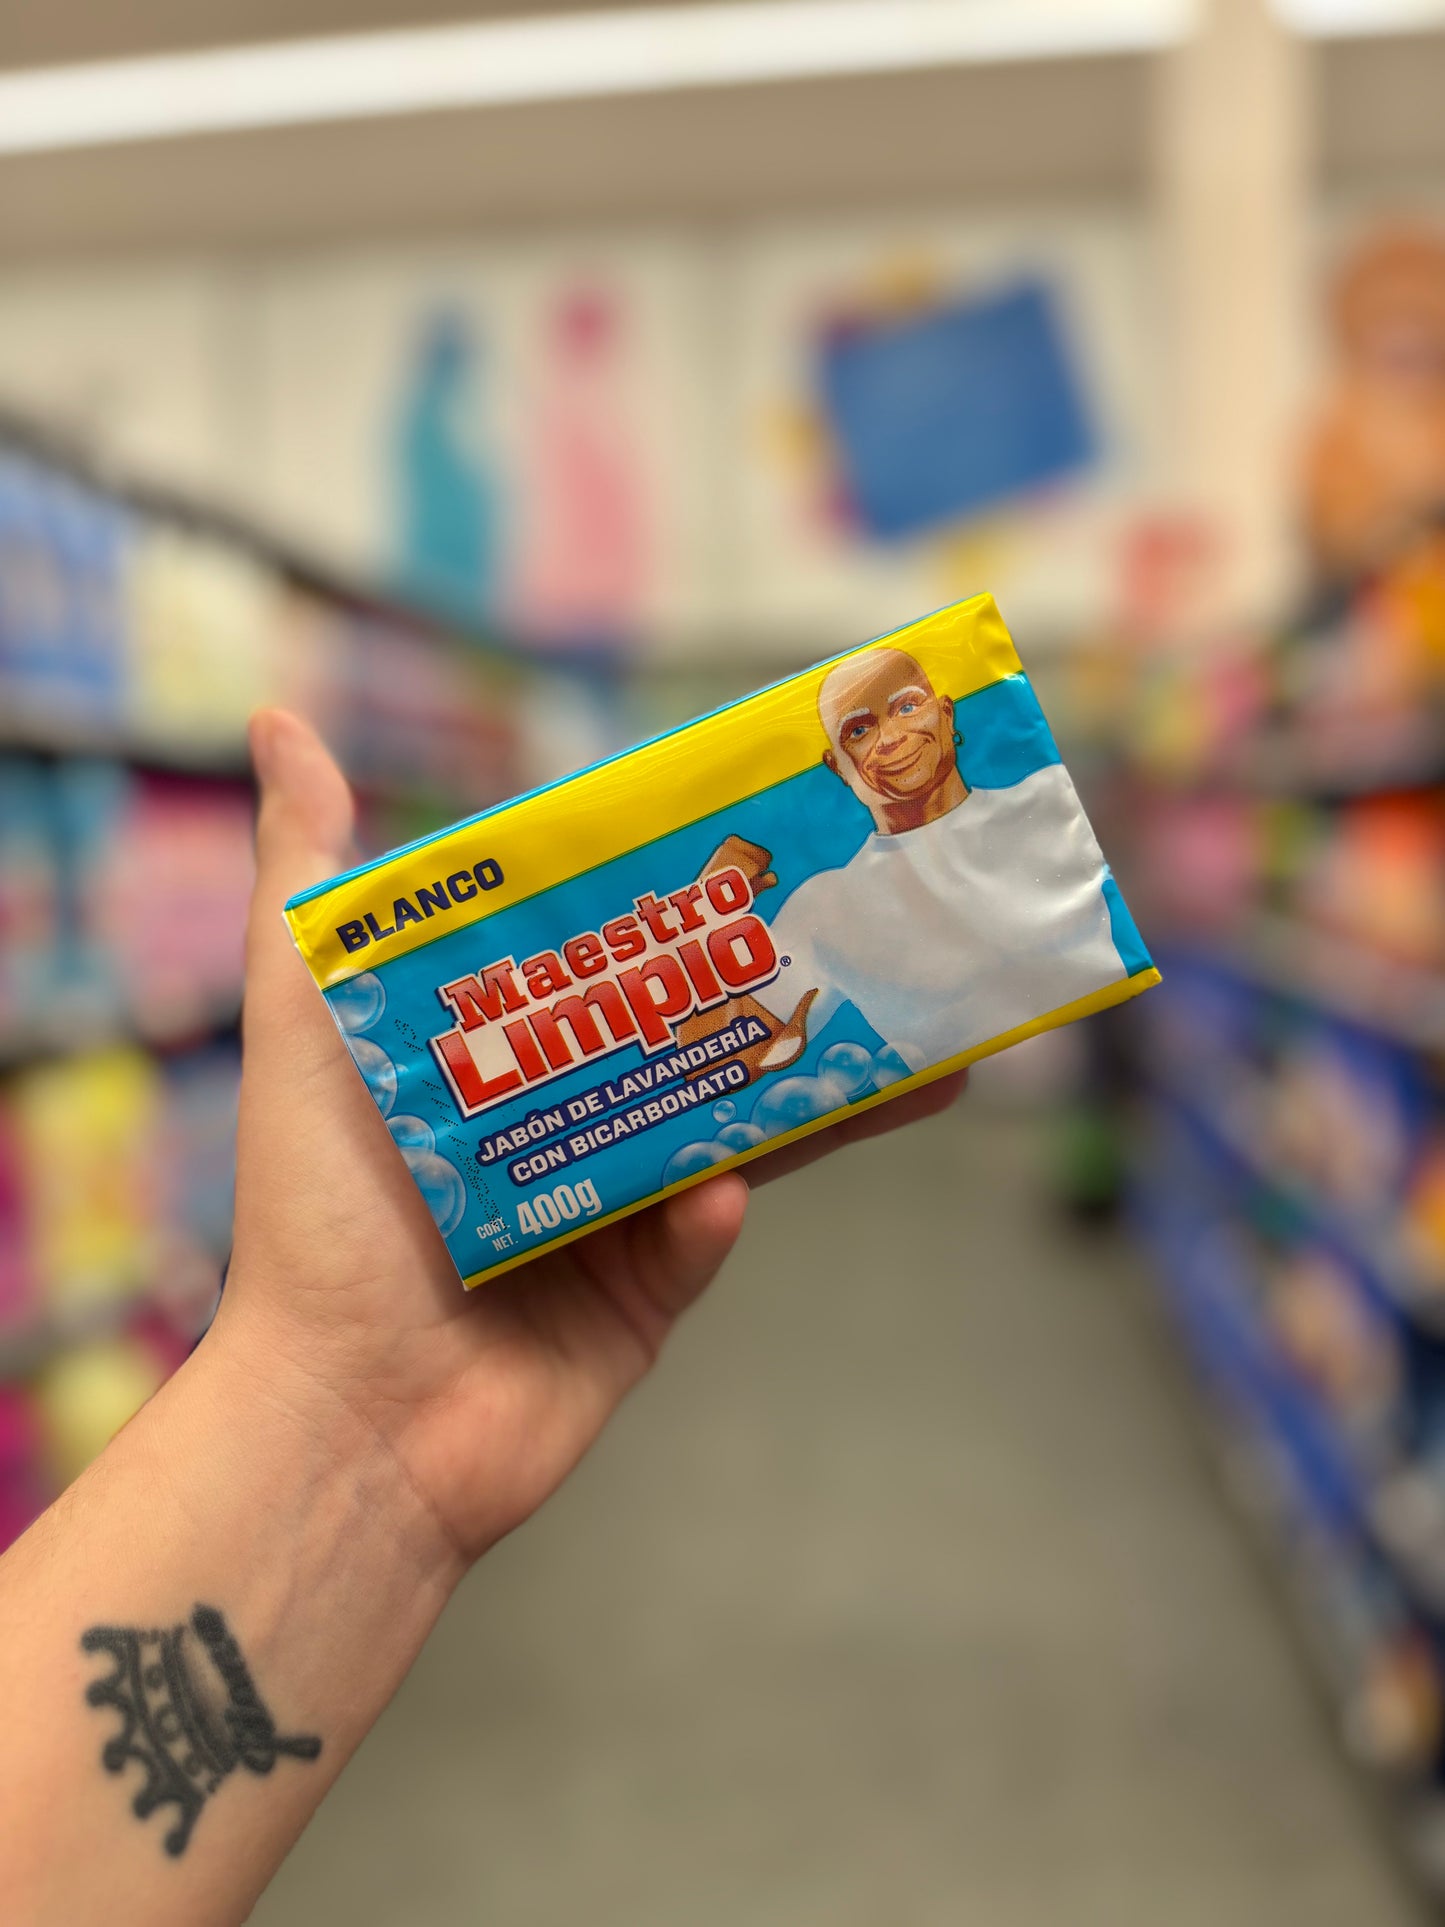 BLANCO
Maestro
Limpio®
JABÓN DE LAVANDERÍA
CON BICARBONATO
CONT.
NET. 400g